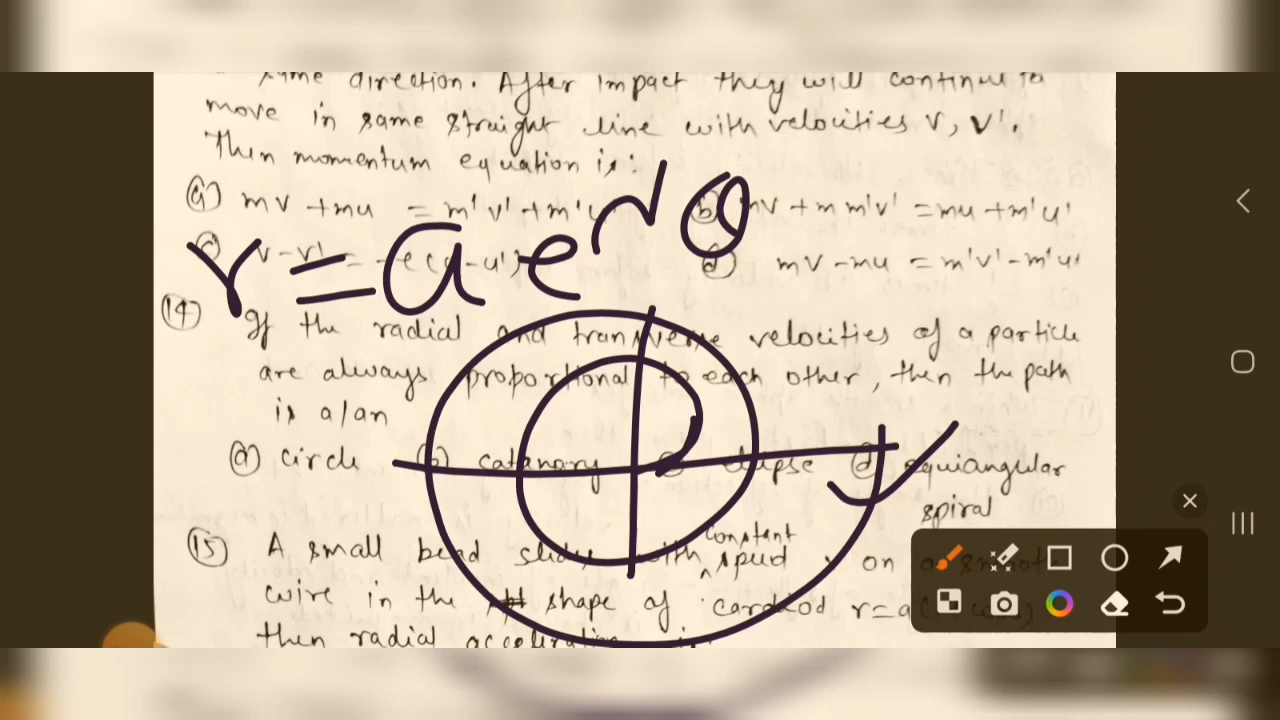 same direction. After impact they will continue to
move in same straight line with velocities v, v'.
Then momentum equation is:
(a) mv + mu = m'v' + m'u' (b) mv + m m'v' = mu + m'u'
(c) v - v' = -e(u-u') (d) mv - mu = m'v' - m'u'
r = a e
(14) If the radial and transverse velocities of a particle
are always proportional to each other, then the path
is a/an
(a) circle (b) catanary ellipse (d) equiangular
spiral
(15) A small bead slides with constant speed v on a smooth
wire in the shape of cardiod
then radial acceleration is